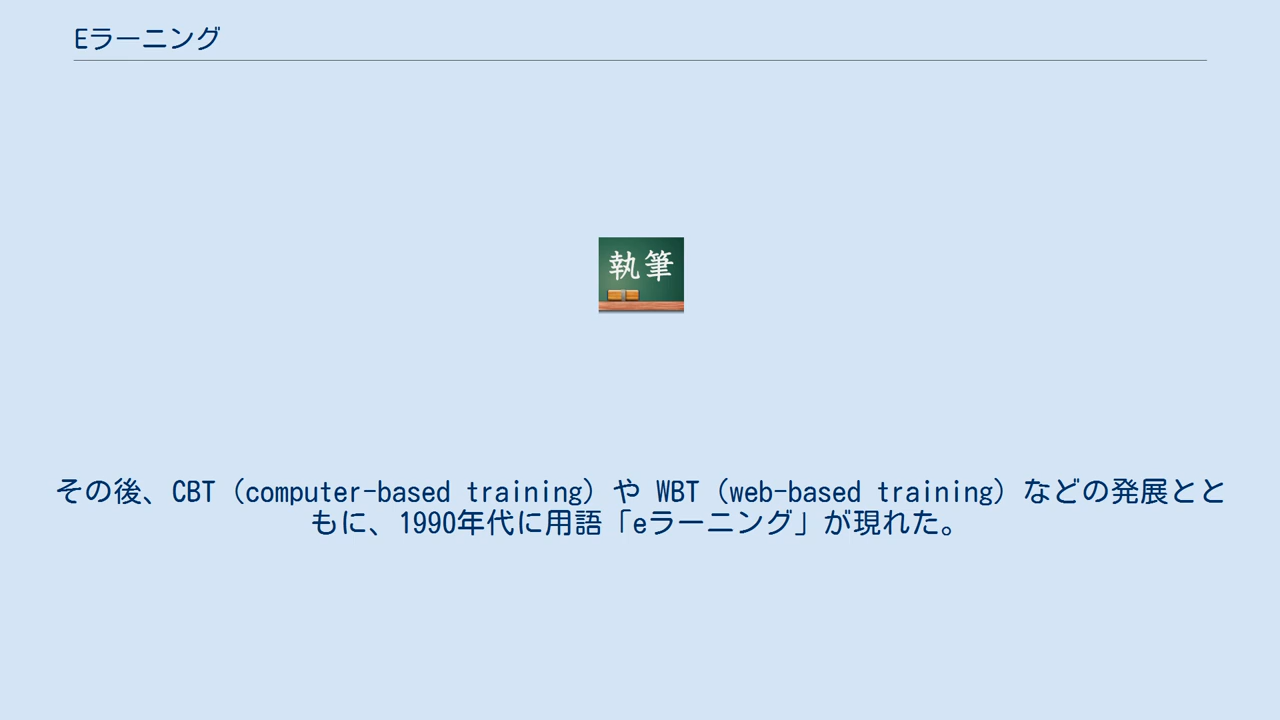 Eラーニング
執筆
その後、CBT（computer-based training）や WBT（web-based training）などの発展とと
もに、1990年代に用語「eラーニング」が現れた。